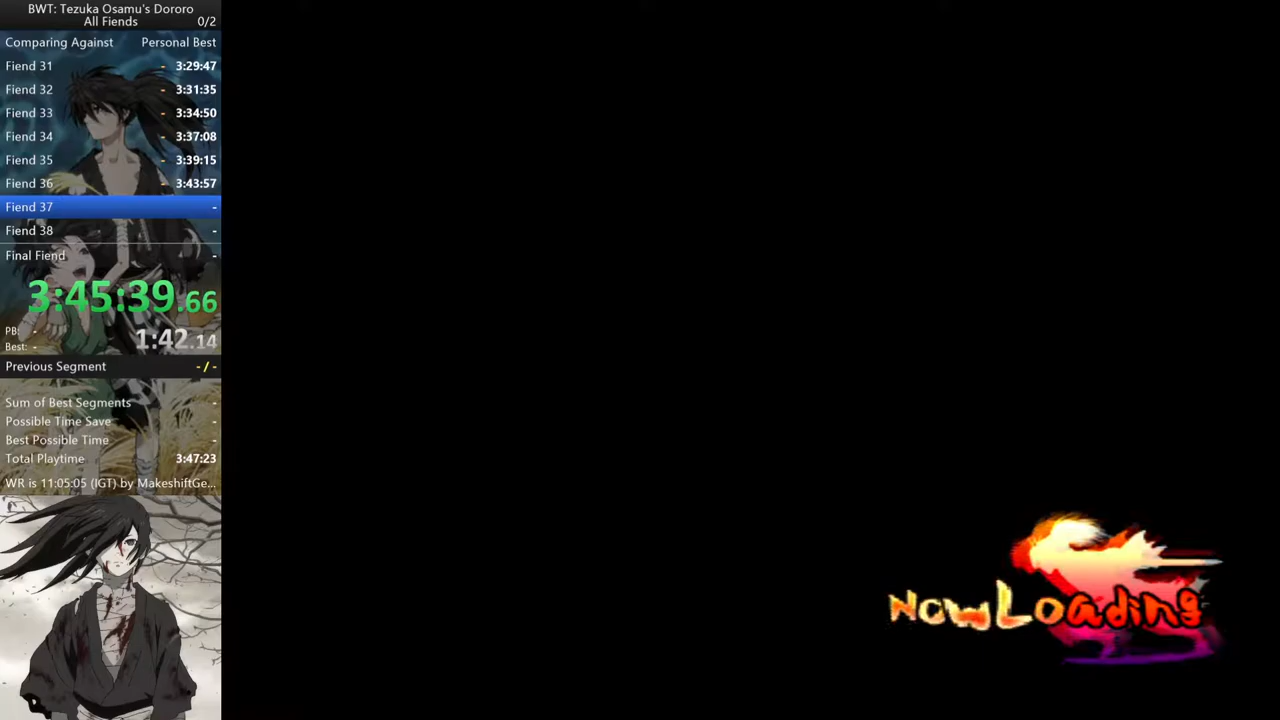 BWT: Tezuka Osamu's Dororo
All Fiends 0/2
Comparing Against Personal Best
Fiend 31 - 3:29:47
Fiend 32 - 3:31:35
Fiend 33 - 3:34:50
Fiend 34 - 3:37:08
Fiend 35 - 3:39:15
Fiend 36 - 3:43:57
Fiend 37 -
Fiend 38 -
Final Fiend -
3:45:39.66
PB: - 1:42.14
Best: -
Previous Segment - / -
Sum of Best Segments -
Possible Time Save -
Best Possible Time -
Total Playtime 3:47:23
WR is 11:05:05 (IGT) by MakeshiftGe...
Now Loading